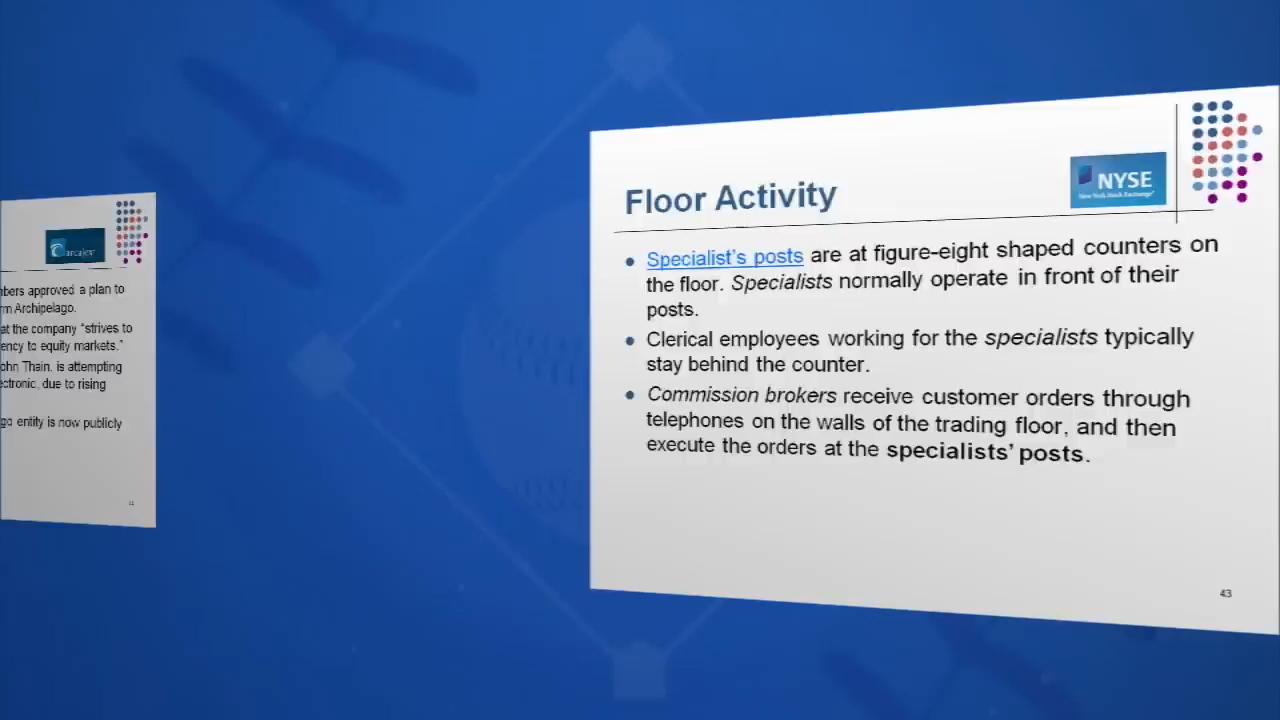 arcaex
bers approved a plan to
m Archipelago.
at the company "strives to
ency to equity markets."
ohn Thain, is attempting
ctronic, due to rising
go entity is now publicly
Floor Activity
NYSE
New York Stock Exchange®
• Specialist's posts are at figure-eight shaped counters on
the floor. Specialists normally operate in front of their
posts.
• Clerical employees working for the specialists typically
stay behind the counter.
• Commission brokers receive customer orders through
telephones on the walls of the trading floor, and then
execute the orders at the specialists' posts.
43